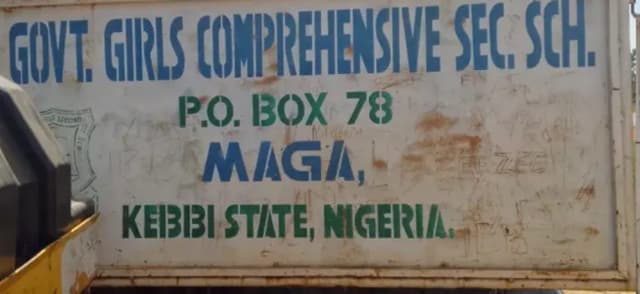 GOVT. GIRLS COMPREHENSIVE SEC. SCH.
P.O. BOX 78
MAGA,
KEBBI STATE, NIGERIA.